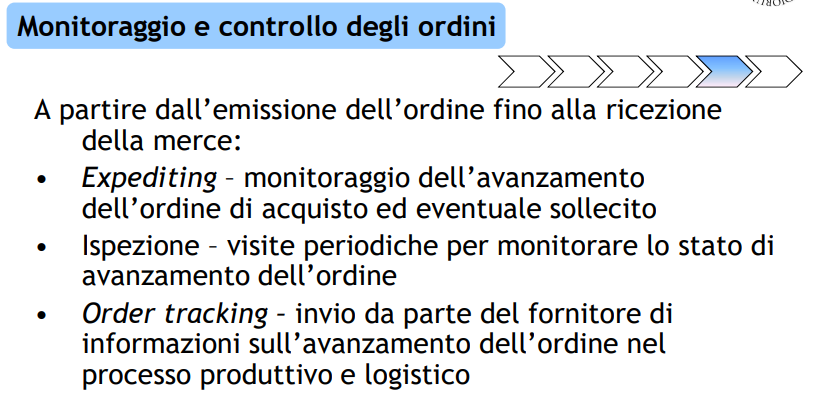 Monitoraggio e controllo degli ordini
A partire dall'emissione dell'ordine fino alla ricezione
della merce:
• Expediting – monitoraggio dell'avanzamento
dell'ordine di acquisto ed eventuale sollecito
• Ispezione – visite periodiche per monitorare lo stato di
avanzamento dell'ordine
• Order tracking – invio da parte del fornitore di
informazioni sull'avanzamento dell'ordine nel
processo produttivo e logistico